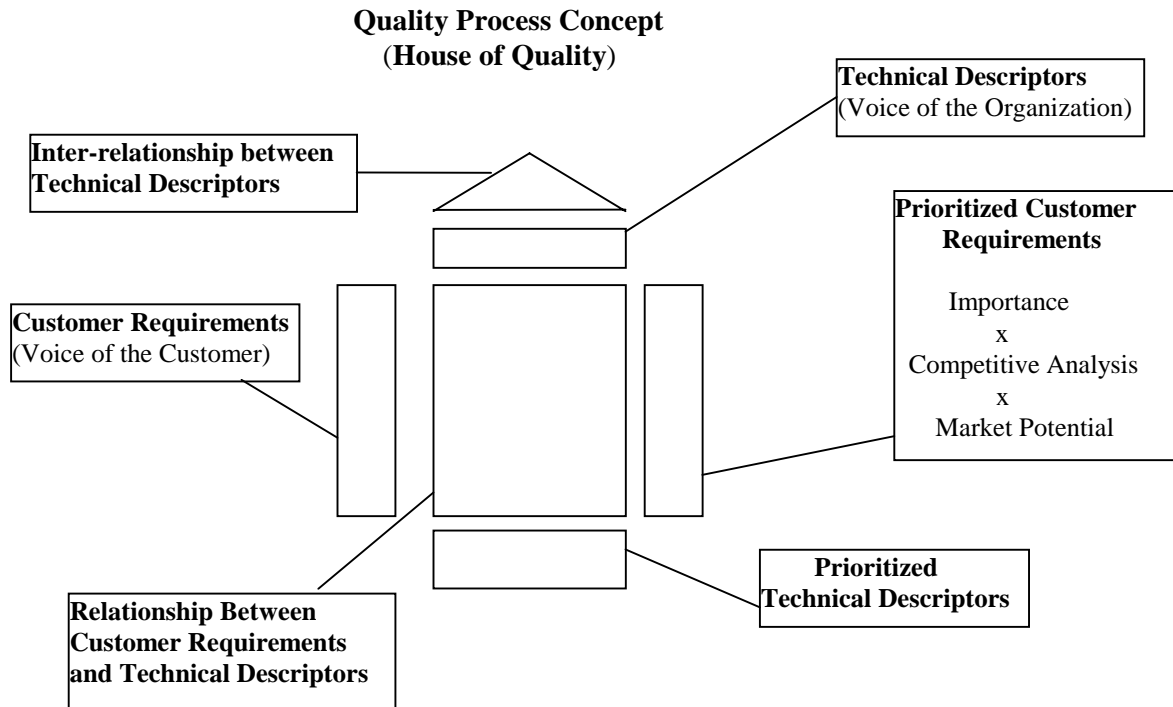 Quality Process Concept
(House of Quality)
Technical Descriptors
(Voice of the Organization)
Inter-relationship between
Technical Descriptors
Prioritized Customer
Requirements
Importance
x
Competitive Analysis
x
Market Potential
Customer Requirements
(Voice of the Customer)
Prioritized
Technical Descriptors
Relationship Between
Customer Requirements
and Technical Descriptors